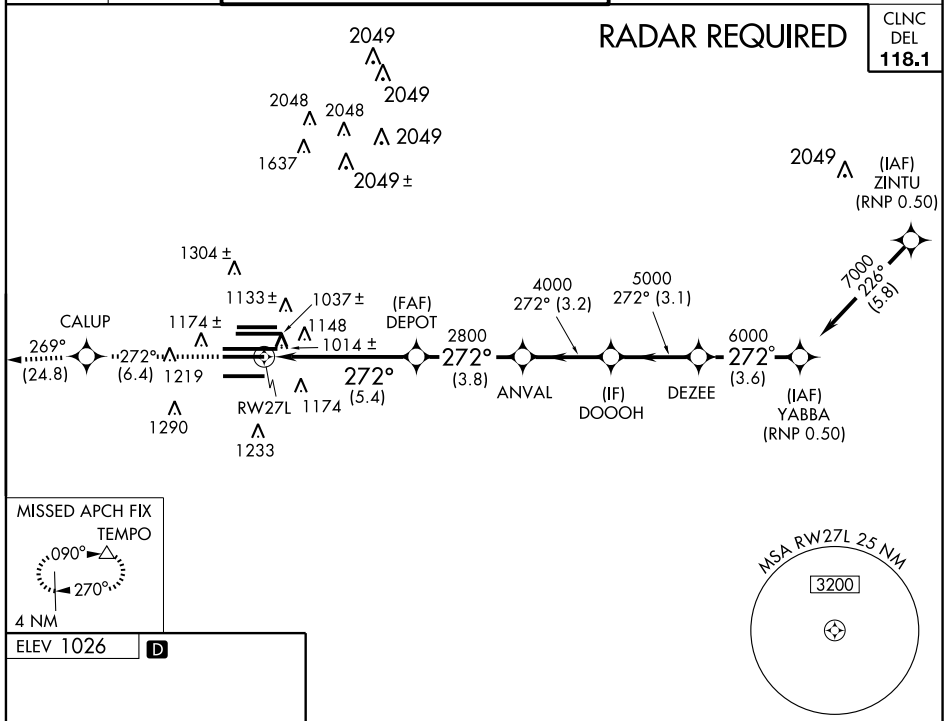 RADAR REQUIRED
CLNC
DEL
118.1
2049
2049
2048
2048
2049
1637
2049 ±
2049
(IAF)
ZINTU
(RNP 0.50)
7000
226°
(5.8)
1304 ±
1133 ±
1037 ±
1174 ±
1148
1014 ±
CALUP
269°
(24.8)
272°
(6.4)
1219
1290
RW27L
1174
1233
(FAF)
DEPOT
272°
(5.4)
2800
272°
(3.8)
ANVAL
4000
272° (3.2)
(IF)
DOOOH
5000
272° (3.1)
DEZEE
6000
272°
(3.6)
(IAF)
YABBA
(RNP 0.50)
MISSED APCH FIX
TEMPO
090°
270°
4 NM
MSA RW27L 25 NM
3200
ELEV 1026 D